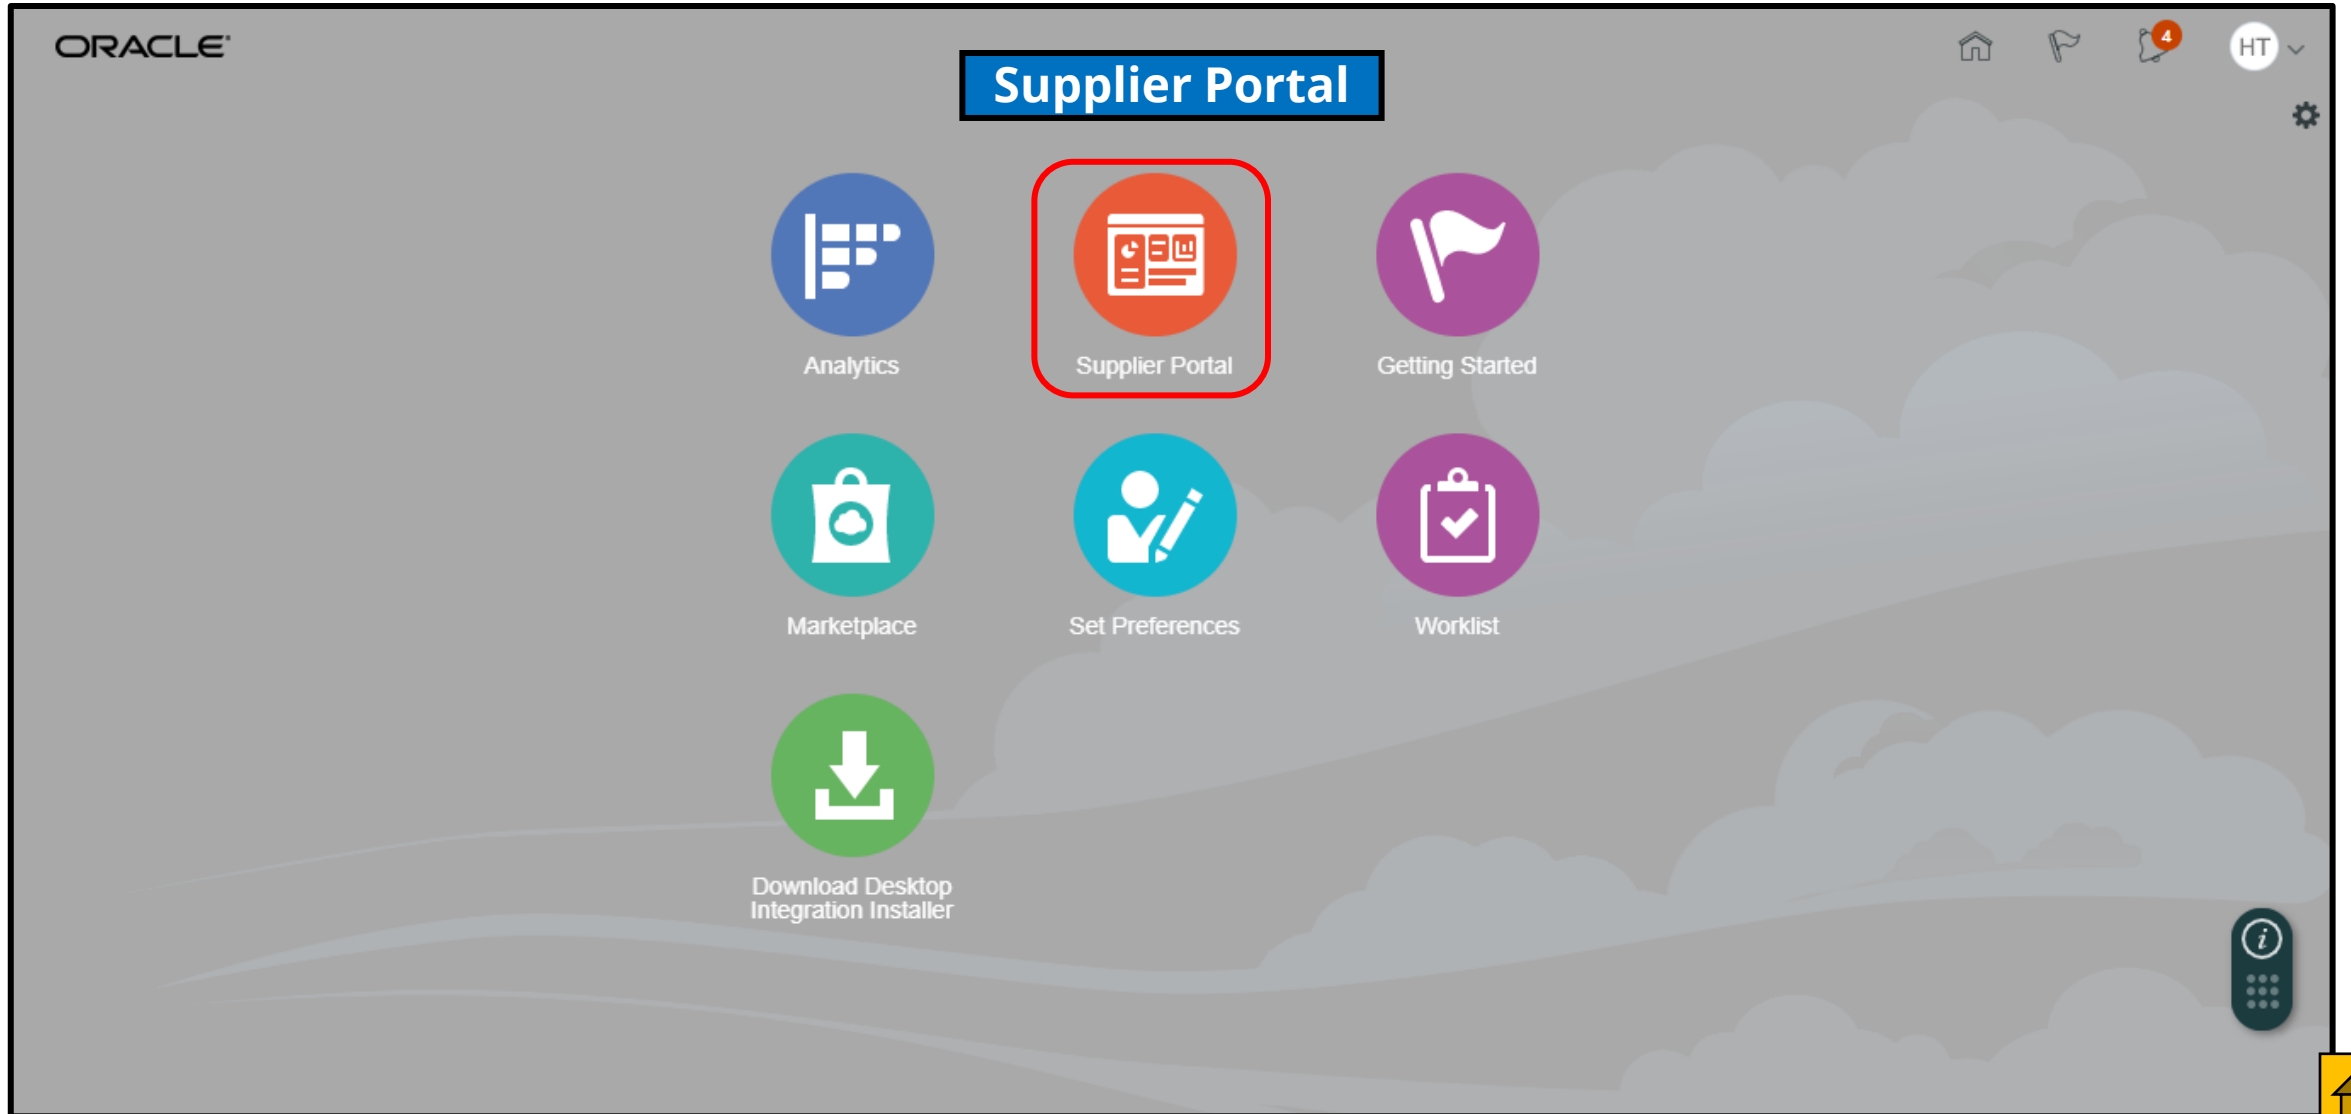 ORACLE
Supplier Portal
4
HT
Analytics
Supplier Portal
Getting Started
Marketplace
Set Preferences
Worklist
Download Desktop
Integration Installer
i